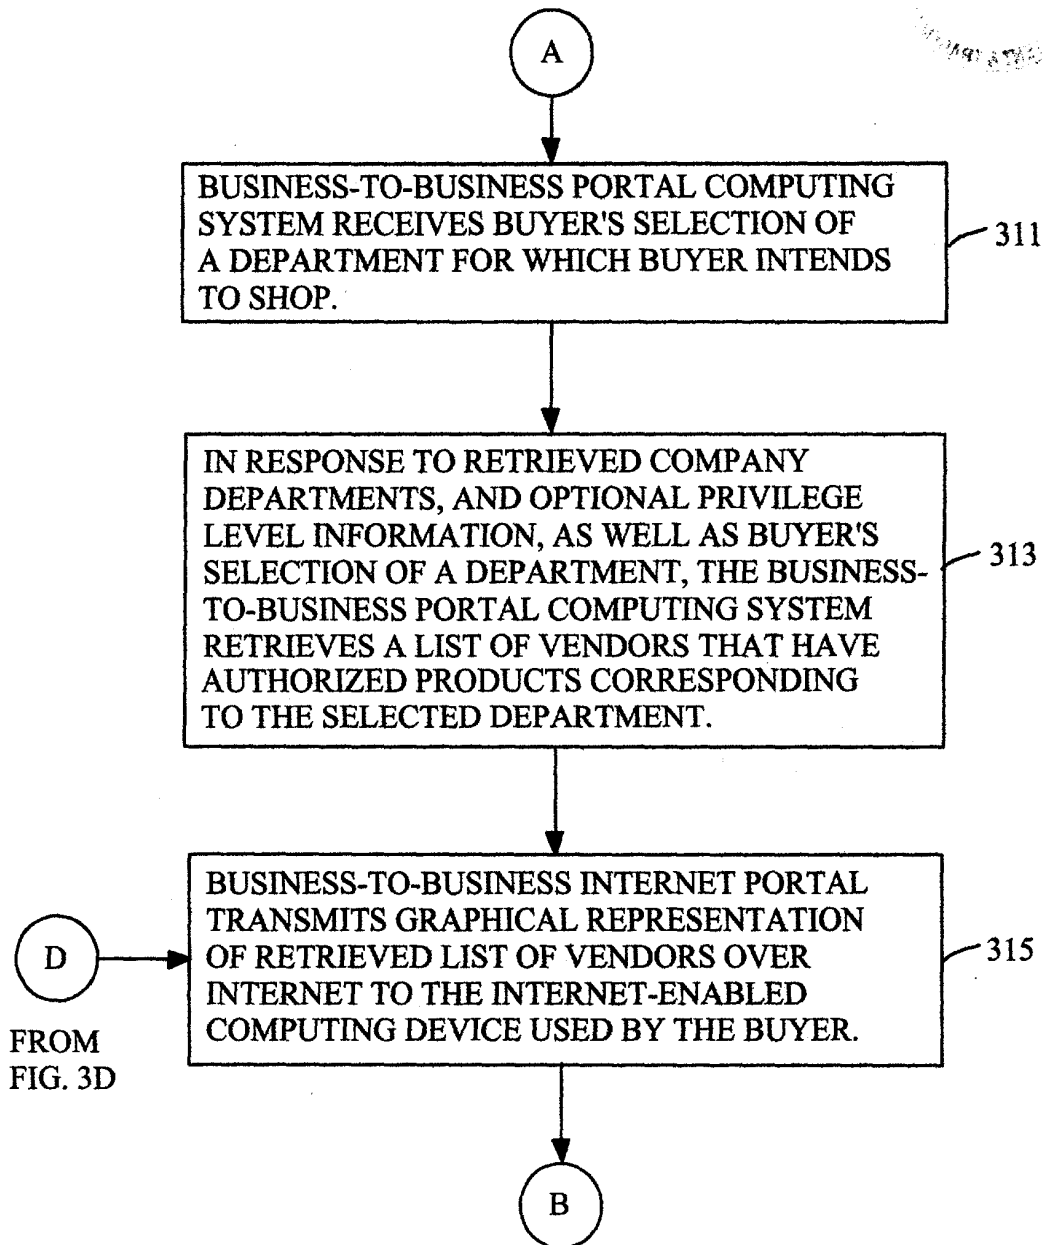 A
BUSINESS-TO-BUSINESS PORTAL COMPUTING
SYSTEM RECEIVES BUYER'S SELECTION OF
A DEPARTMENT FOR WHICH BUYER INTENDS
TO SHOP.
311
IN RESPONSE TO RETRIEVED COMPANY
DEPARTMENTS, AND OPTIONAL PRIVILEGE
LEVEL INFORMATION, AS WELL AS BUYER'S
SELECTION OF A DEPARTMENT, THE BUSINESS-
TO-BUSINESS PORTAL COMPUTING SYSTEM
RETRIEVES A LIST OF VENDORS THAT HAVE
AUTHORIZED PRODUCTS CORRESPONDING
TO THE SELECTED DEPARTMENT.
313
BUSINESS-TO-BUSINESS INTERNET PORTAL
TRANSMITS GRAPHICAL REPRESENTATION
OF RETRIEVED LIST OF VENDORS OVER
INTERNET TO THE INTERNET-ENABLED
COMPUTING DEVICE USED BY THE BUYER.
315
D
FROM
FIG. 3D
B